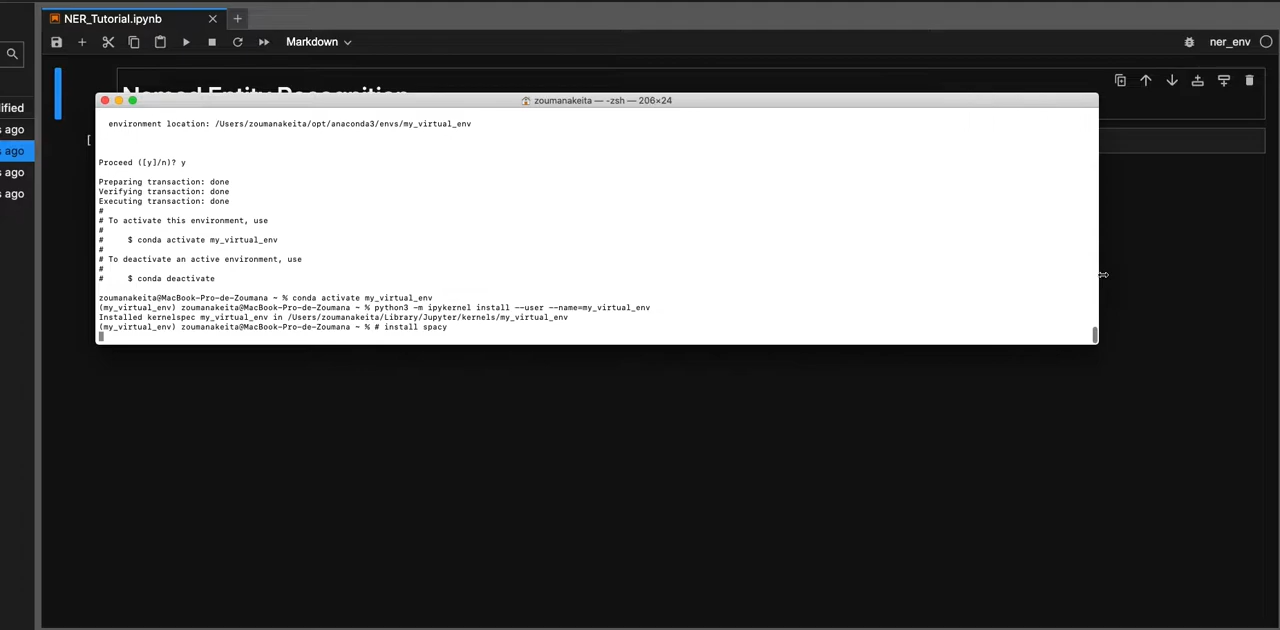 NER_Tutorial.ipynb
Markdown
ner_env
ified
s ago
s ago
s ago
s ago
Named Entity Recognition
[
zoumanakeita — -zsh — 206×24
environment location: /Users/zoumanakeita/opt/anaconda3/envs/my_virtual_env
Proceed ([y]/n)? y
Preparing transaction: done
Verifying transaction: done
Executing transaction: done
#
# To activate this environment, use
#
#     $ conda activate my_virtual_env
#
# To deactivate an active environment, use
#
#     $ conda deactivate
zoumanakeita@MacBook-Pro-de-Zoumana ~ % conda activate my_virtual_env
(my_virtual_env) zoumanakeita@MacBook-Pro-de-Zoumana ~ % python3 -m ipykernel install --user --name=my_virtual_env
Installed kernelspec my_virtual_env in /Users/zoumanakeita/Library/Jupyter/kernels/my_virtual_env
(my_virtual_env) zoumanakeita@MacBook-Pro-de-Zoumana ~ % # install spacy